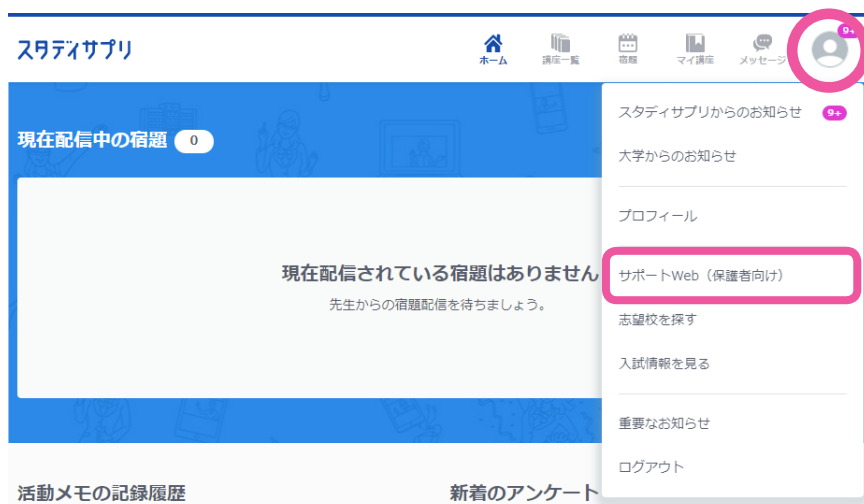 スタディサプリ
ホーム
講座一覧
宿題
マイ講座
メッセージ
9+
現在配信中の宿題 0
現在配信されている宿題はありません
先生からの宿題配信を待ちましょう。
スタディサプリからのお知らせ 9+
大学からのお知らせ
プロフィール
サポートWeb（保護者向け）
志望校を探す
入試情報を見る
重要なお知らせ
ログアウト
活動メモの記録履歴
新着のアンケート